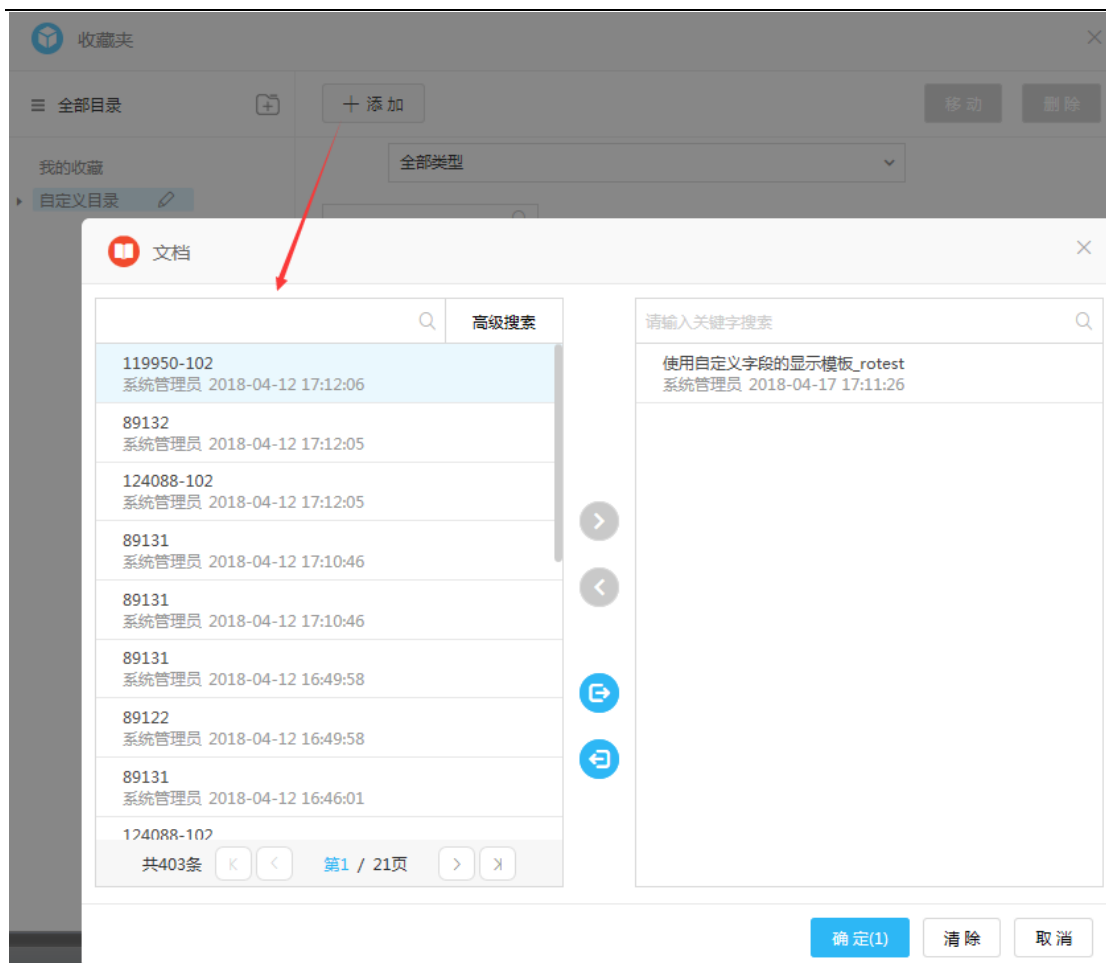 收藏夹
全部目录
添加
移动
删除
我的收藏
全部类型
自定义目录
文档
高级搜索
请输入关键字搜索
119950-102
系统管理员 2018-04-12 17:12:06
使用自定义字段的显示模板_rotest
系统管理员 2018-04-17 17:11:26
89132
系统管理员 2018-04-12 17:12:05
124088-102
系统管理员 2018-04-12 17:12:05
89131
系统管理员 2018-04-12 17:10:46
89131
系统管理员 2018-04-12 17:10:46
89131
系统管理员 2018-04-12 16:49:58
89122
系统管理员 2018-04-12 16:49:58
89131
系统管理员 2018-04-12 16:46:01
124088-102
共403条
第1 / 21页
确定(1)
清除
取消